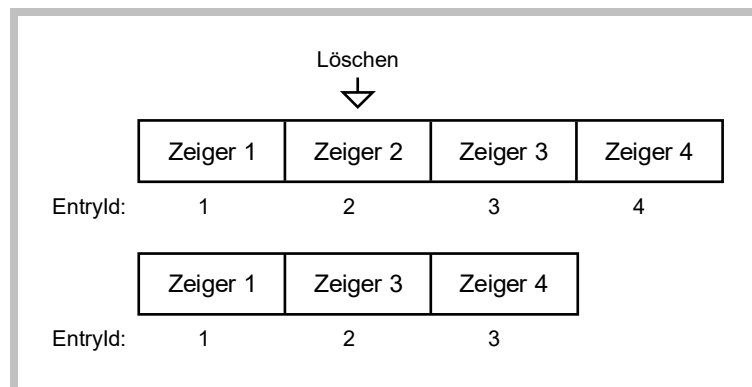 Löschen
Zeiger 1 Zeiger 2 Zeiger 3 Zeiger 4
EntryId: 1 2 3 4
Zeiger 1 Zeiger 3 Zeiger 4
EntryId: 1 2 3